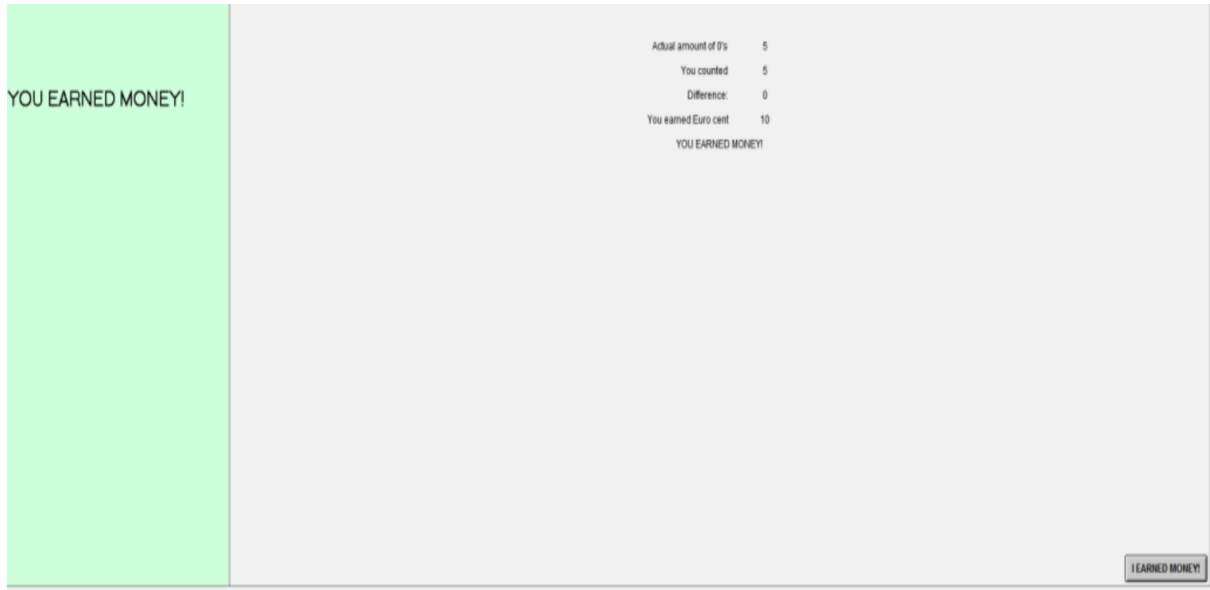 YOU EARNED MONEY!
Actual amount of 0's 5
You counted 5
Difference: 0
You earned Euro cent 10
YOU EARNED MONEY!
I EARNED MONEY!